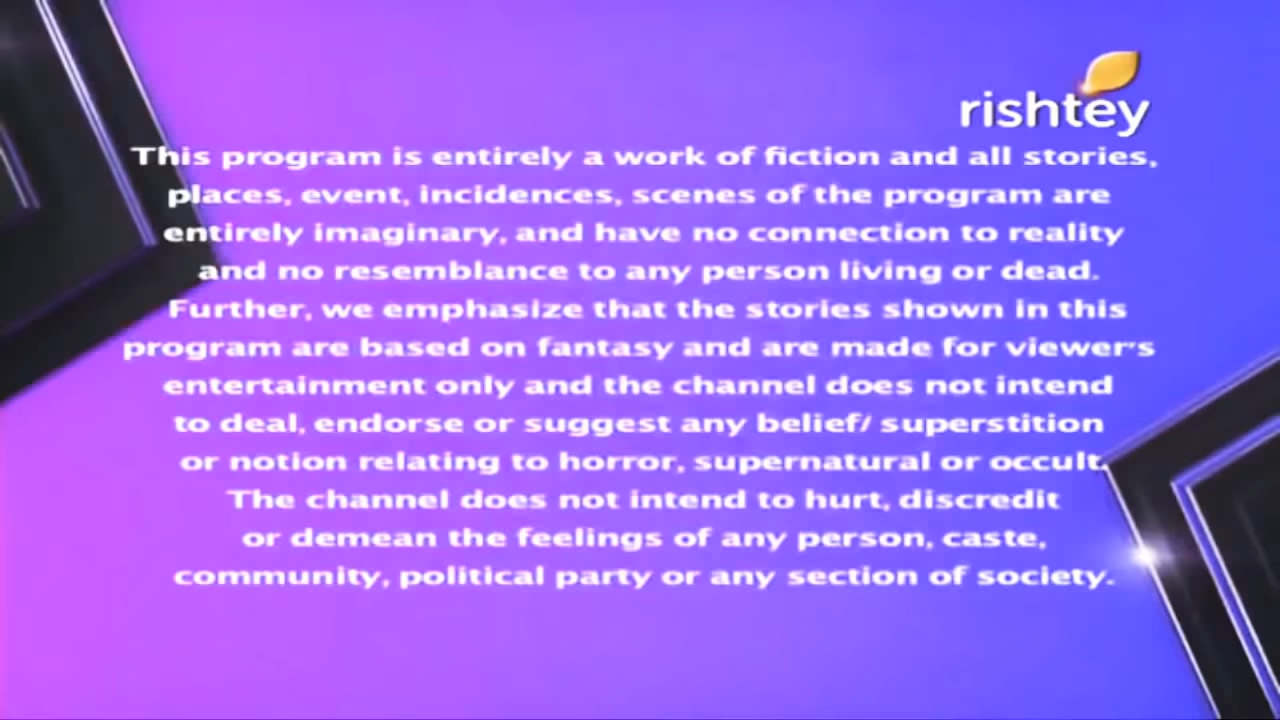 rishtey
This program is entirely a work of fiction and all stories,
places, event, incidences, scenes of the program are
entirely imaginary, and have no connection to reality
and no resemblance to any person living or dead.
Further, we emphasize that the stories shown in this
program are based on fantasy and are made for viewer's
entertainment only and the channel does not intend
to deal, endorse or suggest any belief/ superstition
or notion relating to horror, supernatural or occult.
The channel does not intend to hurt, discredit
or demean the feelings of any person, caste,
community, political party or any section of society.